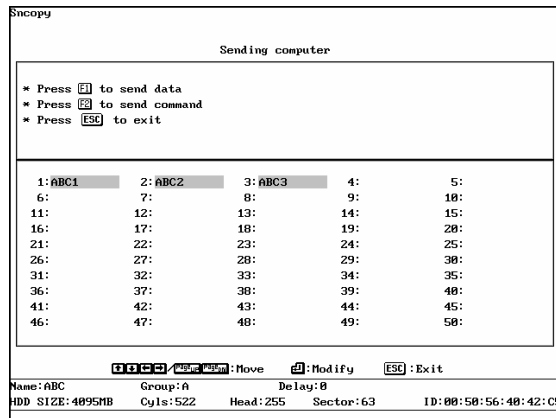 Sncopy
Sending computer
* Press F1 to send data
* Press F2 to send command
* Press ESC to exit
1:ABC1 2:ABC2 3:ABC3 4: 5:
6: 7: 8: 9: 10:
11: 12: 13: 14: 15:
16: 17: 18: 19: 20:
21: 22: 23: 24: 25:
26: 27: 28: 29: 30:
31: 32: 33: 34: 35:
36: 37: 38: 39: 40:
41: 42: 43: 44: 45:
46: 47: 48: 49: 50:
↑↓←→/PageUpPageDn:Move ↵:Modify ESC:Exit
Name:ABC Group:A Delay:0
HDD SIZE:4095MB Cyls:522 Head:255 Sector:63 ID:00:50:56:40:42:C